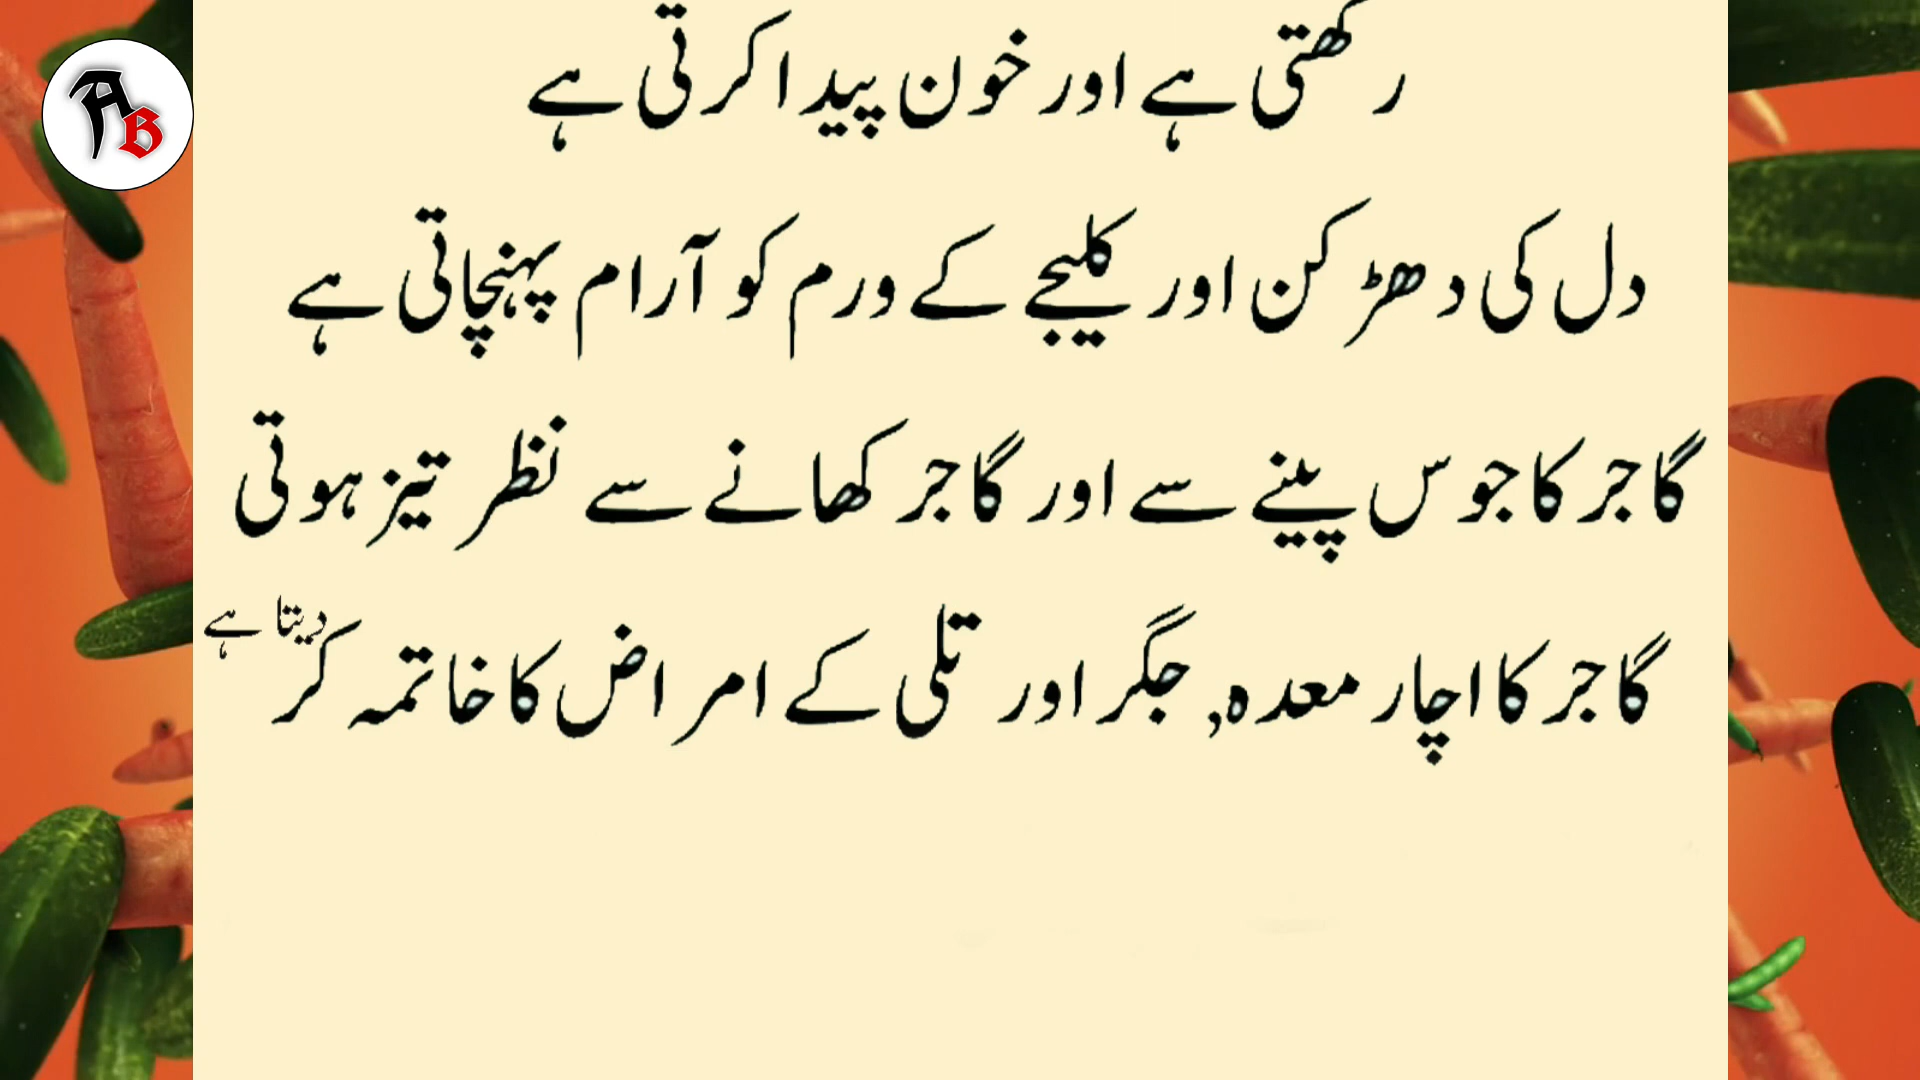 AB
رکھتی ہے اور خون پیدا کرتی ہے
دل کی دھڑکن اور کلیجے کے ورم کو آرام پہنچاتی ہے
گاجر کا جوس پینے سے اور گاجر کھانے سے نظر تیز ہوتی
گاجر کا اچار معدہ, جگر اور تلی کے امراض کا خاتمہ کر دیتا ہے